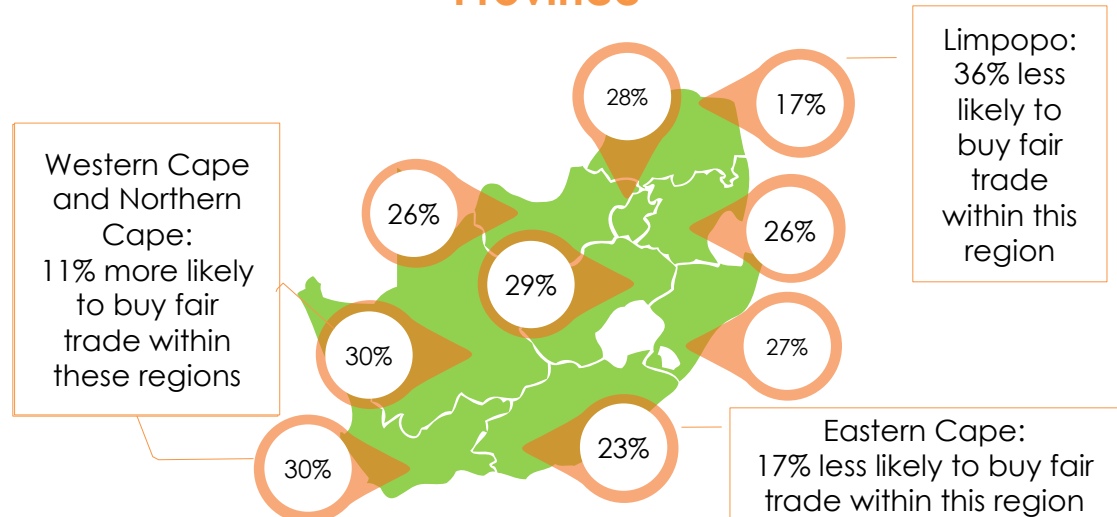 Province
Limpopo:
36% less
likely to
buy fair
trade
within this
region
28%
17%
Western Cape
and Northern
Cape:
11% more likely
to buy fair
trade within
these regions
26%
26%
29%
30%
27%
30%
23%
Eastern Cape:
17% less likely to buy fair
trade within this region